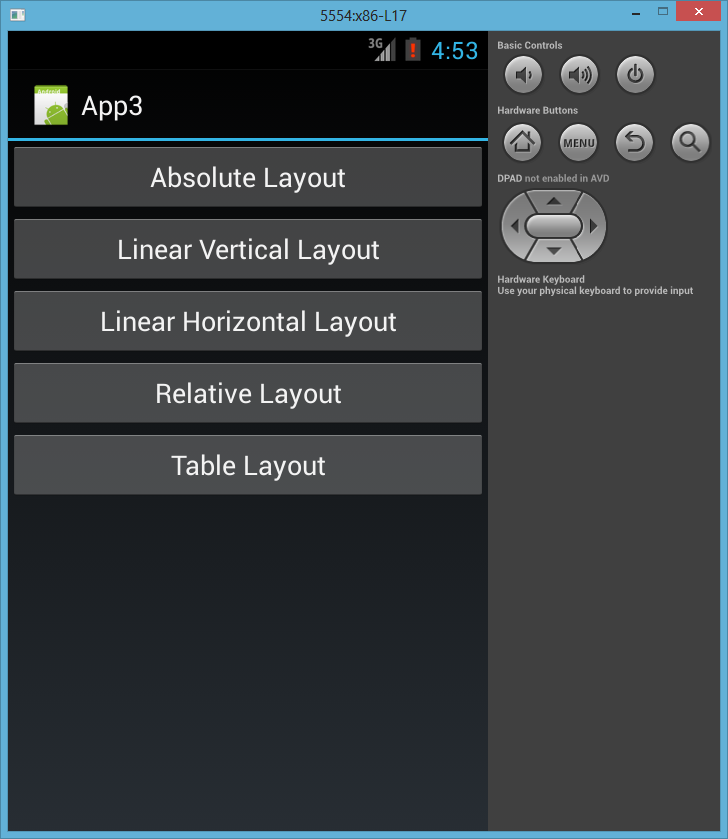 5554:x86-L17
3G
4:53
Android
App3
Absolute Layout
Linear Vertical Layout
Linear Horizontal Layout
Relative Layout
Table Layout
Basic Controls
Hardware Buttons
MENU
DPAD not enabled in AVD
Hardware Keyboard
Use your physical keyboard to provide input